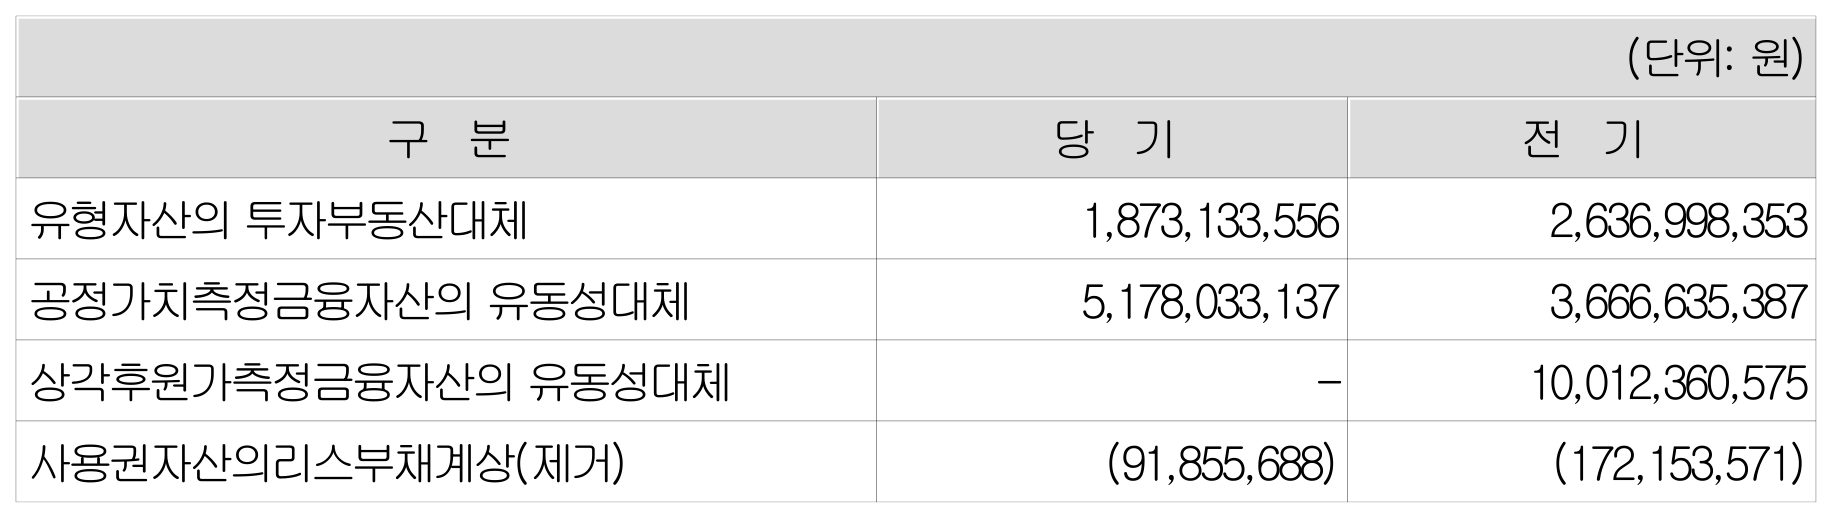 (단위: 원)
구 분 당 기 전 기
유형자산의 투자부동산대체 1,873,133,556 2,636,998,353
공정가치측정금융자산의 유동성대체 5,178,033,137 3,666,635,387
상각후원가측정금융자산의 유동성대체 – 10,012,360,575
사용권자산의리스부채계상(제거) (91,855,688) (172,153,571)